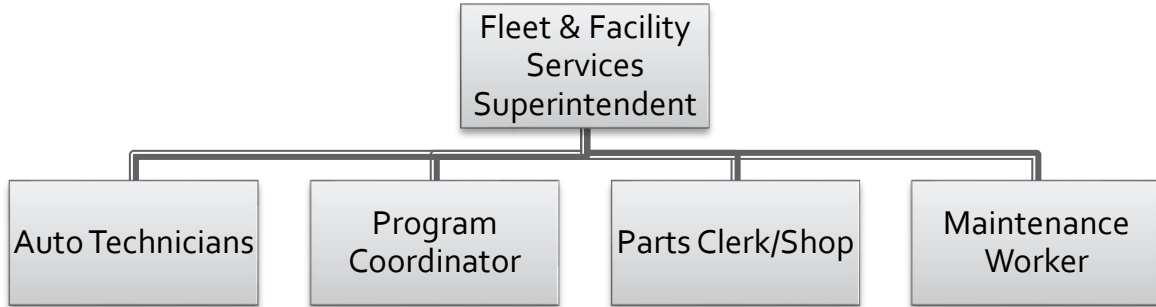 Fleet & Facility
Services
Superintendent
Auto Technicians
Program
Coordinator
Parts Clerk/Shop
Maintenance
Worker